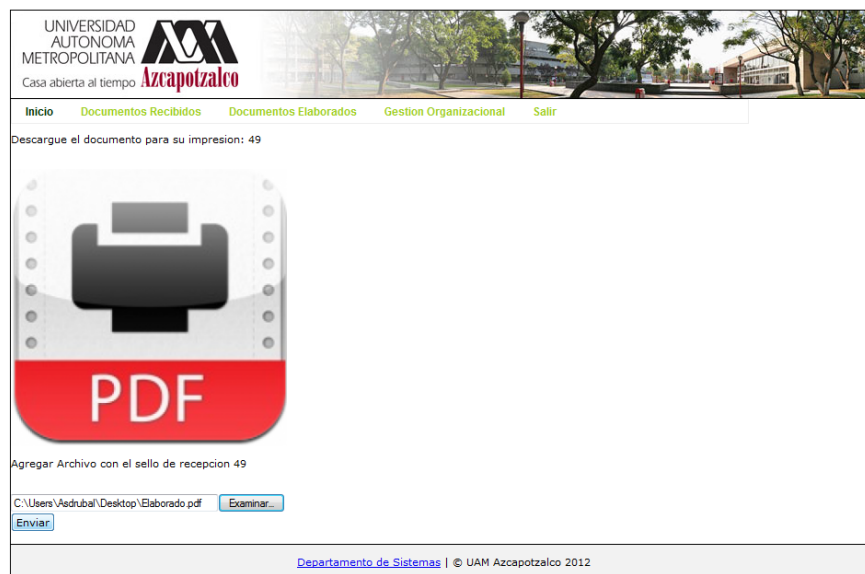 UNIVERSIDAD
AUTONOMA
METROPOLITANA
Casa abierta al tiempo Azcapotzalco
Inicio Documentos Recibidos Documentos Elaborados Gestion Organizacional Salir
Descargue el documento para su impresion: 49
PDF
Agregar Archivo con el sello de recepcion 49
C:\Users\Asdrubal\Desktop\Elaborado.pdf Examinar...
Enviar
Departamento de Sistemas | © UAM Azcapotzalco 2012